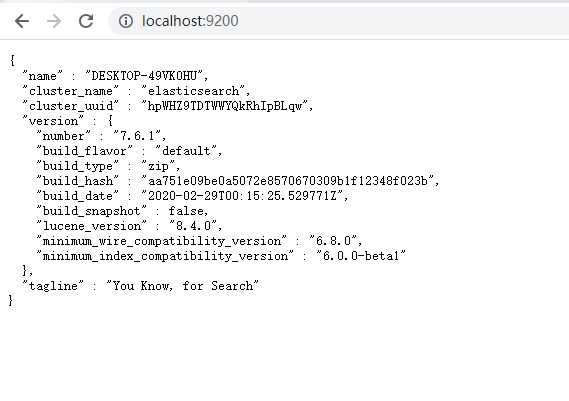 localhost:9200
{
"name" : "DESKTOP-49VK0HU",
"cluster_name" : "elasticsearch",
"cluster_uuid" : "hpWHZ9TDTWWYQkRhIpBLqw",
"version" : {
"number" : "7.6.1",
"build_flavor" : "default",
"build_type" : "zip",
"build_hash" : "aa751e09be0a5072e8570670309b1f12348f023b",
"build_date" : "2020-02-29T00:15:25.529771Z",
"build_snapshot" : false,
"lucene_version" : "8.4.0",
"minimum_wire_compatibility_version" : "6.8.0",
"minimum_index_compatibility_version" : "6.0.0-beta1"
},
"tagline" : "You Know, for Search"
}